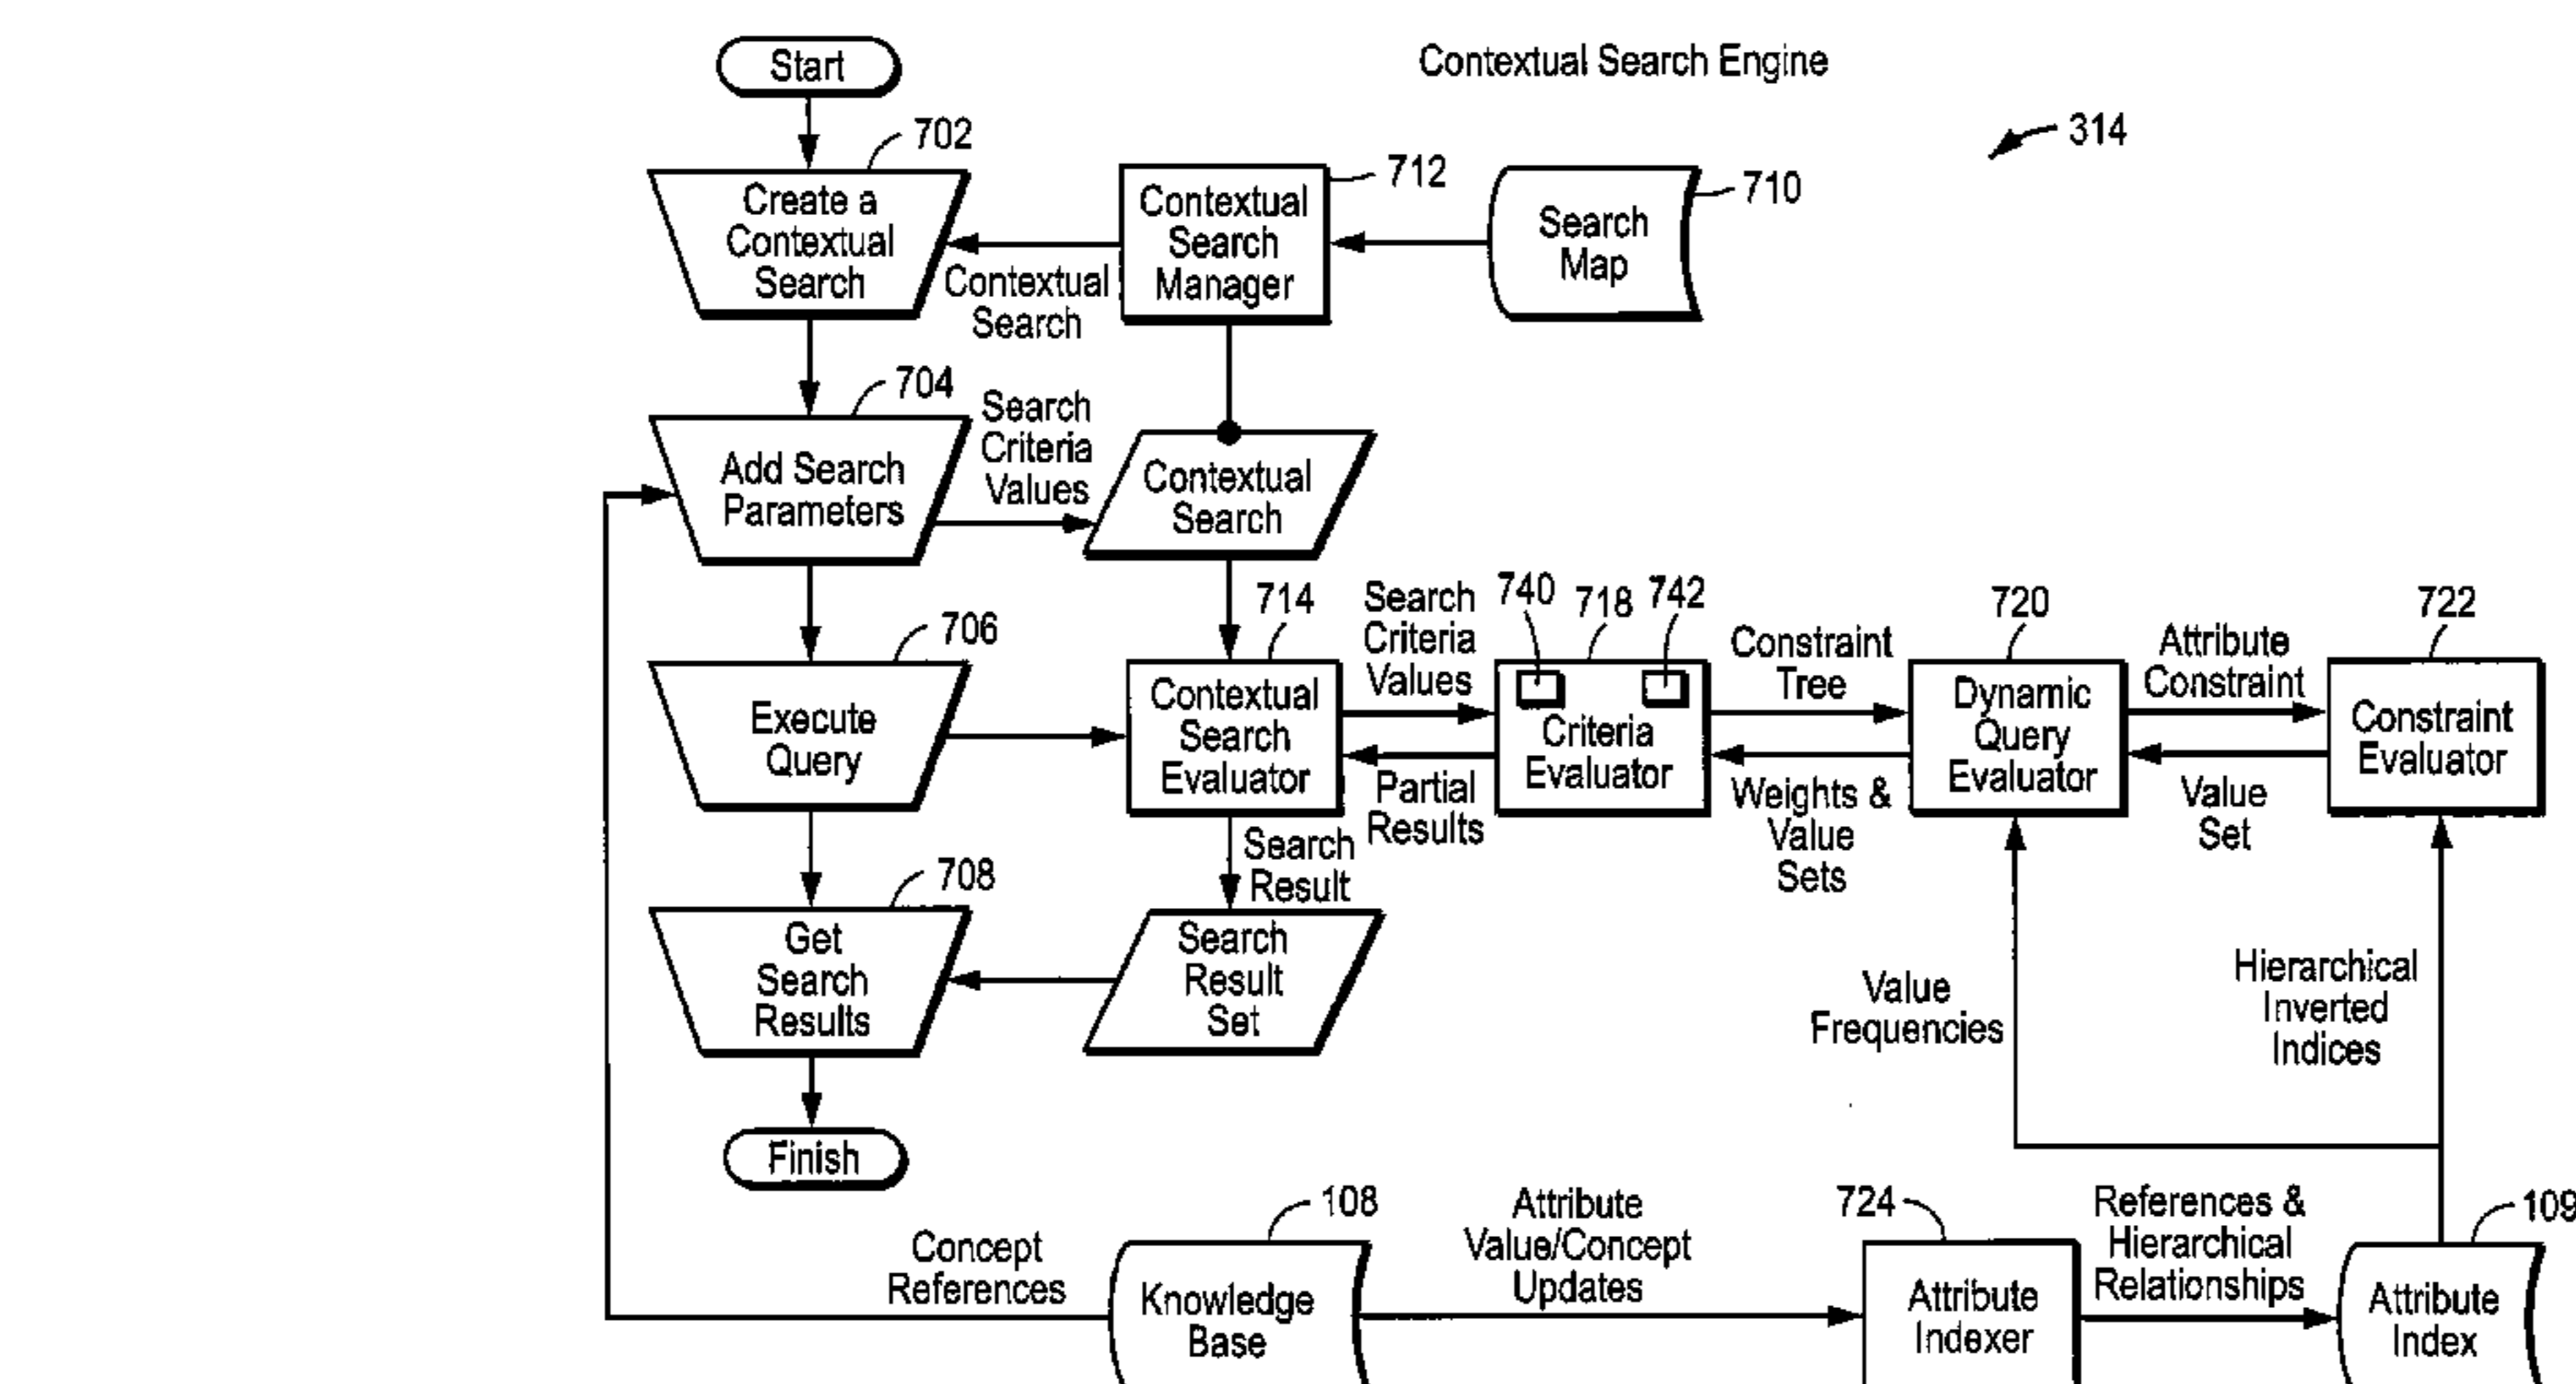 Start
Contextual Search Engine
314
702
Create a
Contextual
Search
Contextual
Search
712
Contextual
Search
Manager
710
Search
Map
704
Add Search
Parameters
Search
Criteria
Values
Contextual
Search
706
Execute
Query
714
Contextual
Search
Evaluator
Search
Criteria
Values
Partial
Results
740
718
742
Criteria
Evaluator
Constraint
Tree
Weights &
Value
Sets
720
Dynamic
Query
Evaluator
Attribute
Constraint
Value
Set
722
Constraint
Evaluator
Search
Result
708
Get
Search
Results
Search
Result
Set
Value
Frequencies
Hierarchical
Inverted
Indices
Finish
Concept
References
108
Knowledge
Base
Attribute
Value/Concept
Updates
724
Attribute
Indexer
References &
Hierarchical
Relationships
109
Attribute
Index